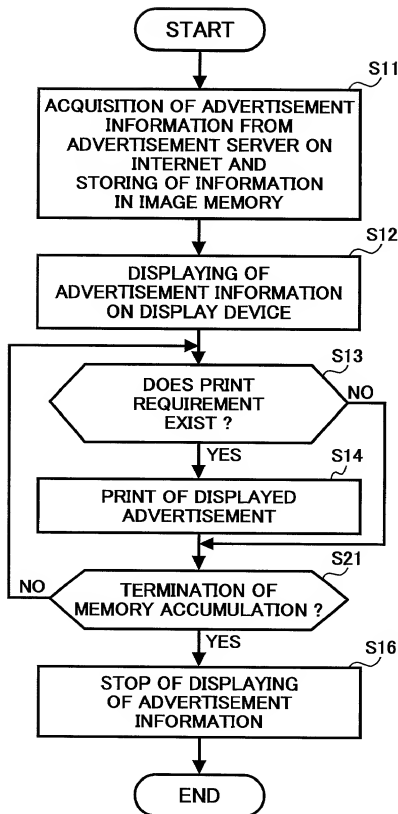 START
S11
ACQUISITION OF ADVERTISEMENT
INFORMATION FROM
ADVERTISEMENT SERVER ON
INTERNET AND
STORING OF INFORMATION
IN IMAGE MEMORY
S12
DISPLAYING OF
ADVERTISEMENT INFORMATION
ON DISPLAY DEVICE
S13
DOES PRINT
REQUIREMENT
EXIST ?
NO
YES
S14
PRINT OF DISPLAYED
ADVERTISEMENT
S21
NO
TERMINATION OF
MEMORY ACCUMULATION ?
YES
S16
STOP OF DISPLAYING
OF ADVERTISEMENT
INFORMATION
END